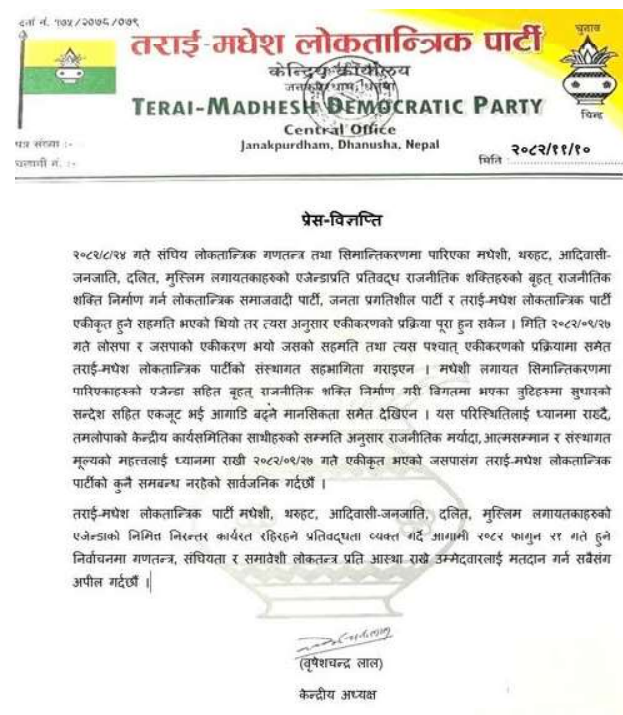 दर्ता नं. १७५/२०७८/०७९
तराई-मधेश लोकतान्त्रिक पार्टी
केन्द्रिय कार्यालय
जनकपुरधाम, धनुषा
TERAI-MADHESH DEMOCRATIC PARTY
Central Office
Janakpurdham, Dhanusha, Nepal
चुनाव
चिन्ह
पत्र संख्या :-
चलानी नं. :-
मिति २०८२/११/१०
प्रेस-विज्ञप्ति
२०८२/८/२४ गते संघिय लोकतान्त्रिक गणतन्त्र तथा सिमान्तिकरणमा पारिएका मधेशी, थरुहट, आदिवासी-
जनजाति, दलित, मुस्लिम लगायतकाहरुको एजेन्डाप्रति प्रतिवद्ध राजनीतिक शक्तिहरुको बृहत् राजनीतिक
शक्ति निर्माण गर्न लोकतान्त्रिक समाजवादी पार्टी, जनता प्रगतिशील पार्टी र तराई-मधेश लोकतान्त्रिक पार्टी
एकीकृत हुने सहमति भएको थियो तर त्यस अनुसार एकीकरणको प्रक्रिया पूरा हुन सकेन । मिति २०८२/०९/२७
गते लोसपा र जसपाको एकीकरण भयो जसको सहमति तथा त्यस पश्चात् एकीकरणको प्रक्रियामा समेत
तराई-मधेश लोकतान्त्रिक पार्टीको संस्थागत सहभागिता गराइएन । मधेशी लगायत सिमान्तिकरणमा
पारिएकाहरुको एजेन्डा सहित बृहत् राजनीतिक शक्ति निर्माण गरी विगतमा भएका त्रुटिहरुमा सुधारको
सन्देश सहित एकजूट भई आगाडि बढ्ने मानसिकता समेत देखिएन । यस परिस्थितिलाई ध्यानमा राख्दै,
तमलोपाको केन्द्रीय कार्यसमितिका साथीहरुको सम्मति अनुसार राजनीतिक मर्यादा,आत्मसम्मान र संस्थागत
मूल्यको महत्त्वलाई ध्यानमा राखी २०८२/०९/२७ गते एकीकृत भएको जसपासंग तराई-मधेश लोकतान्त्रिक
पार्टीको कुनै समबन्ध नरहेको सार्वजनिक गर्दछौं ।
तराई-मधेश लोकतान्त्रिक पार्टी मधेशी, थरुहट, आदिवासी-जनजाति, दलित, मुस्लिम लगायतकाहरुको
एजेन्डाको निमित्त निरन्तर कार्यरत रहिरहने प्रतिवद्धता व्यक्त गर्दै आगामी २०८२ फागुन २१ गते हुने
निर्वाचनमा गणतन्त्र, संघियता र समावेशी लोकतन्त्र प्रति आस्था राख्ने उम्मेदवारलाई मतदान गर्न सबैसंग
अपील गर्दछौं ।
(वृषेशचन्द्र लाल)
केन्द्रीय अध्यक्ष